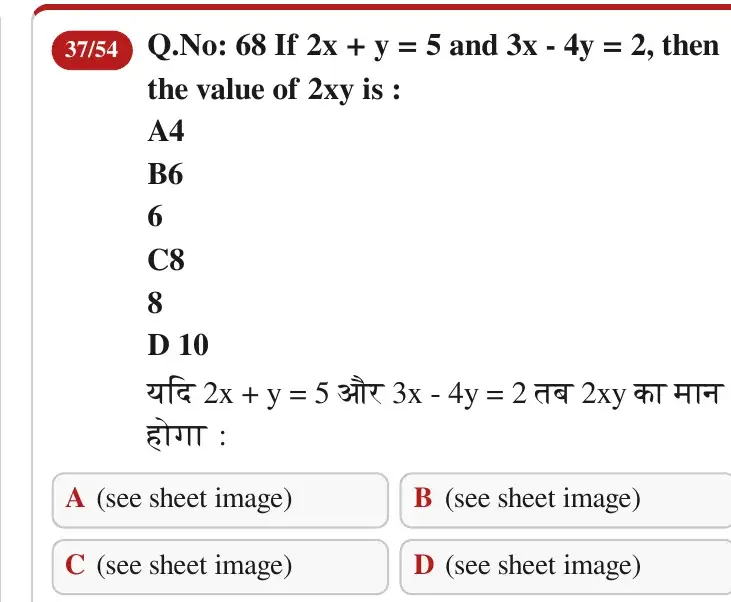 37/54 Q.No: 68 If 2x + y = 5 and 3x - 4y = 2, then
the value of 2xy is :
A4
B6
6
C8
8
D 10
यदि 2x + y = 5 और 3x - 4y = 2 तब 2xy का मान
होगा :
A (see sheet image) B (see sheet image)
C (see sheet image) D (see sheet image)